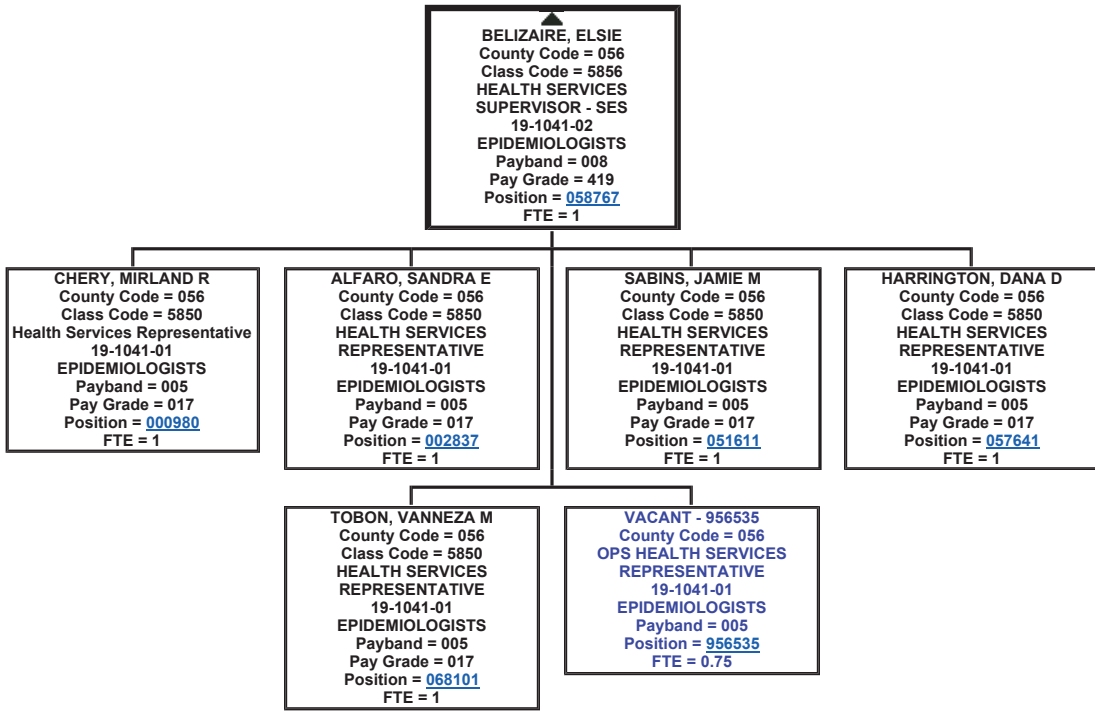 BELIZAIRE, ELSIE
County Code = 056
Class Code = 5856
HEALTH SERVICES
SUPERVISOR - SES
19-1041-02
EPIDEMIOLOGISTS
Payband = 008
Pay Grade = 419
Position = 058767
FTE = 1
CHERY, MIRLAND R
County Code = 056
Class Code = 5850
Health Services Representative
19-1041-01
EPIDEMIOLOGISTS
Payband = 005
Pay Grade = 017
Position = 000980
FTE = 1
ALFARO, SANDRA E
County Code = 056
Class Code = 5850
HEALTH SERVICES
REPRESENTATIVE
19-1041-01
EPIDEMIOLOGISTS
Payband = 005
Pay Grade = 017
Position = 002837
FTE = 1
SABINS, JAMIE M
County Code = 056
Class Code = 5850
HEALTH SERVICES
REPRESENTATIVE
19-1041-01
EPIDEMIOLOGISTS
Payband = 005
Pay Grade = 017
Position = 051611
FTE = 1
HARRINGTON, DANA D
County Code = 056
Class Code = 5850
HEALTH SERVICES
REPRESENTATIVE
19-1041-01
EPIDEMIOLOGISTS
Payband = 005
Pay Grade = 017
Position = 057641
FTE = 1
TOBON, VANNEZA M
County Code = 056
Class Code = 5850
HEALTH SERVICES
REPRESENTATIVE
19-1041-01
EPIDEMIOLOGISTS
Payband = 005
Pay Grade = 017
Position = 068101
FTE = 1
VACANT - 956535
County Code = 056
OPS HEALTH SERVICES
REPRESENTATIVE
19-1041-01
EPIDEMIOLOGISTS
Payband = 005
Position = 956535
FTE = 0.75